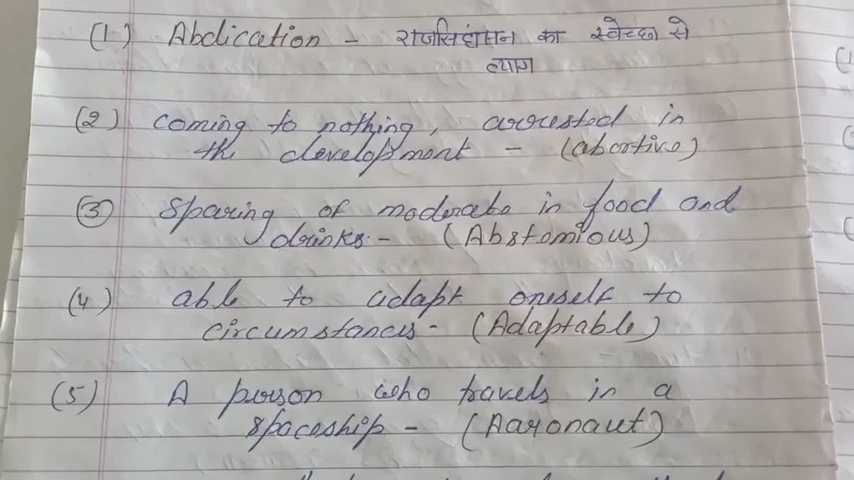 (1) Abdication - राजसिंहासन का स्वेच्छा से
त्याग
(2) coming to nothing, arrested in
the development - (abortive)
(3) Sparing of moderate in food and
drinks - (Abstemious)
(4) able to adapt oneself to
circumstances - (Adaptable)
(5) A person who travels in a
spaceship - (Aaronaut)